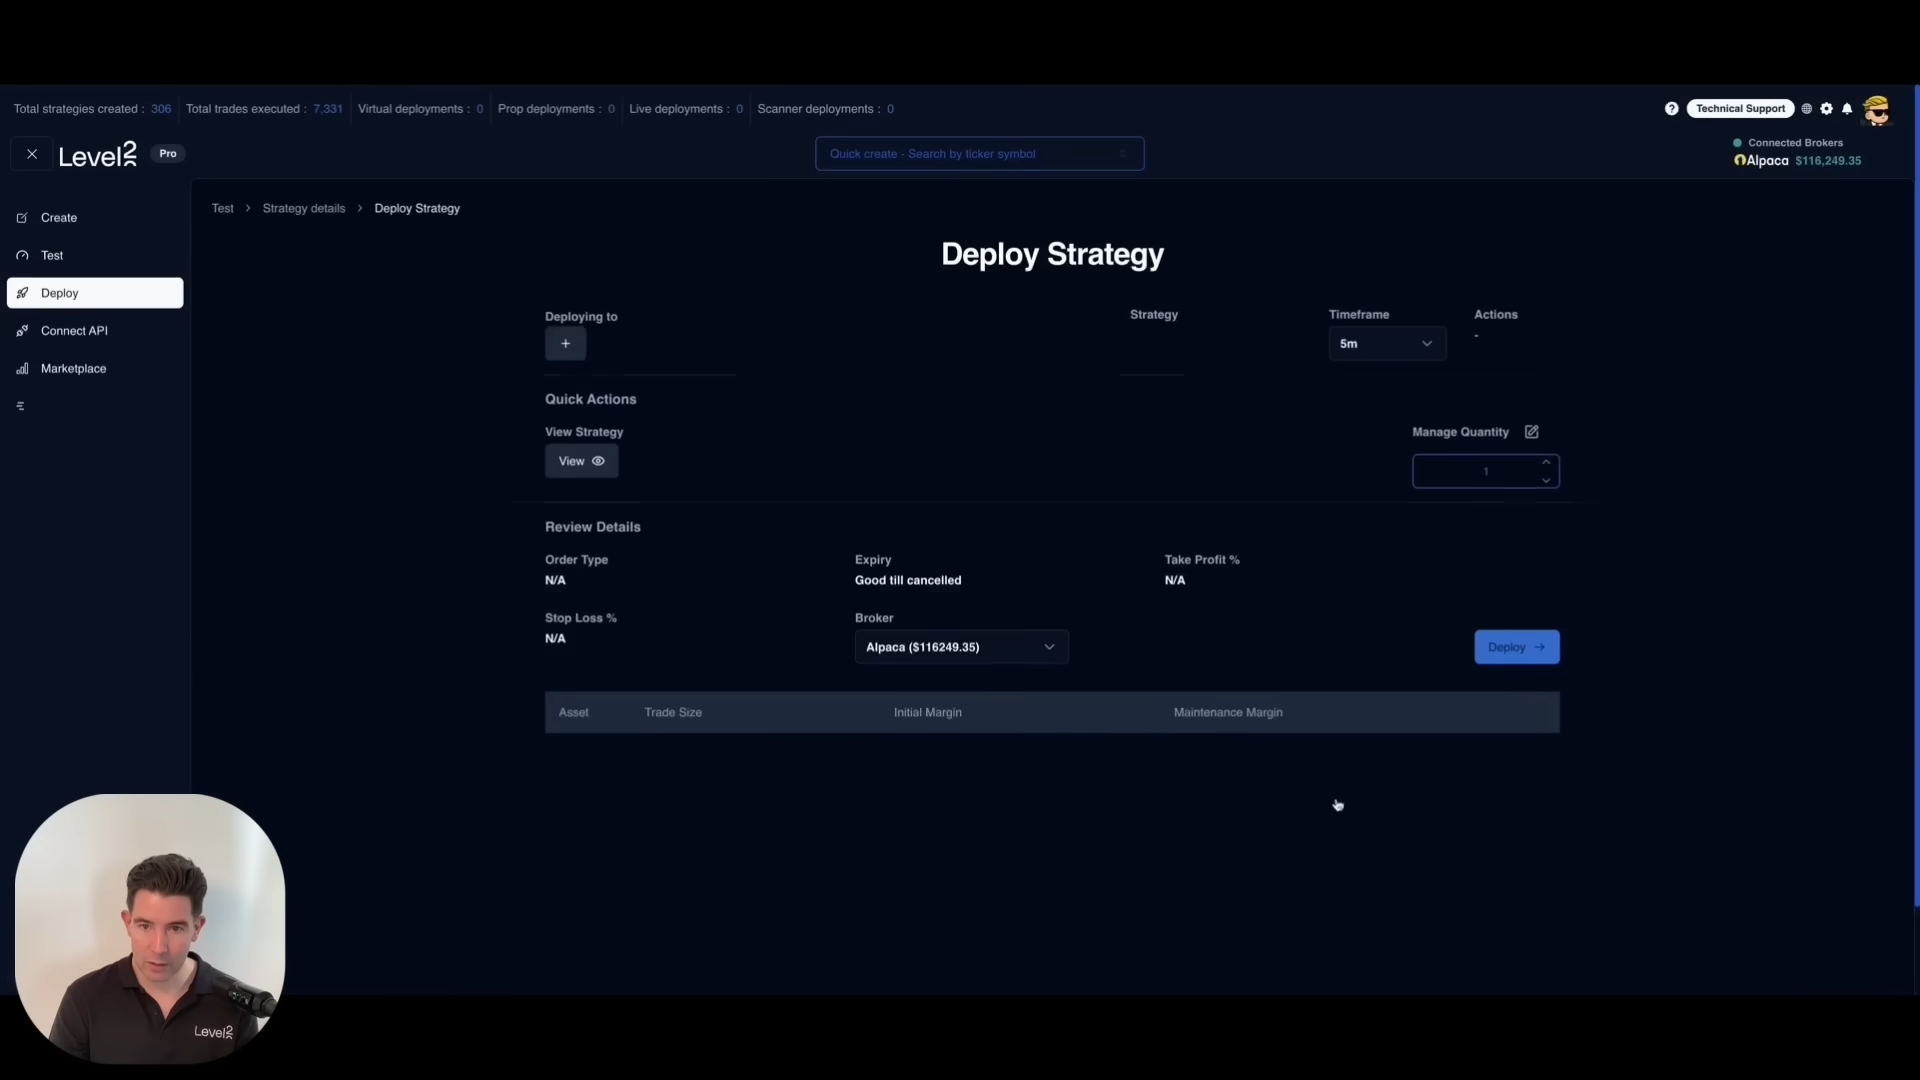 Total strategies created : 306 Total trades executed : 7,331 Virtual deployments : 0 Prop deployments : 0 Live deployments : 0 Scanner deployments : 0
Technical Support
Level2 Pro
Quick create - Search by ticker symbol
Connected Brokers
Alpaca $116,249.35
Create
Test
Deploy
Connect API
Marketplace
Test > Strategy details > Deploy Strategy
Deploy Strategy
Deploying to
+
Strategy
Timeframe
5m
Actions
-
Quick Actions
View Strategy
View
Manage Quantity
1
Review Details
Order Type
N/A
Expiry
Good till cancelled
Take Profit %
N/A
Stop Loss %
N/A
Broker
Alpaca ($116249.35)
Deploy →
Asset Trade Size Initial Margin Maintenance Margin
Level2